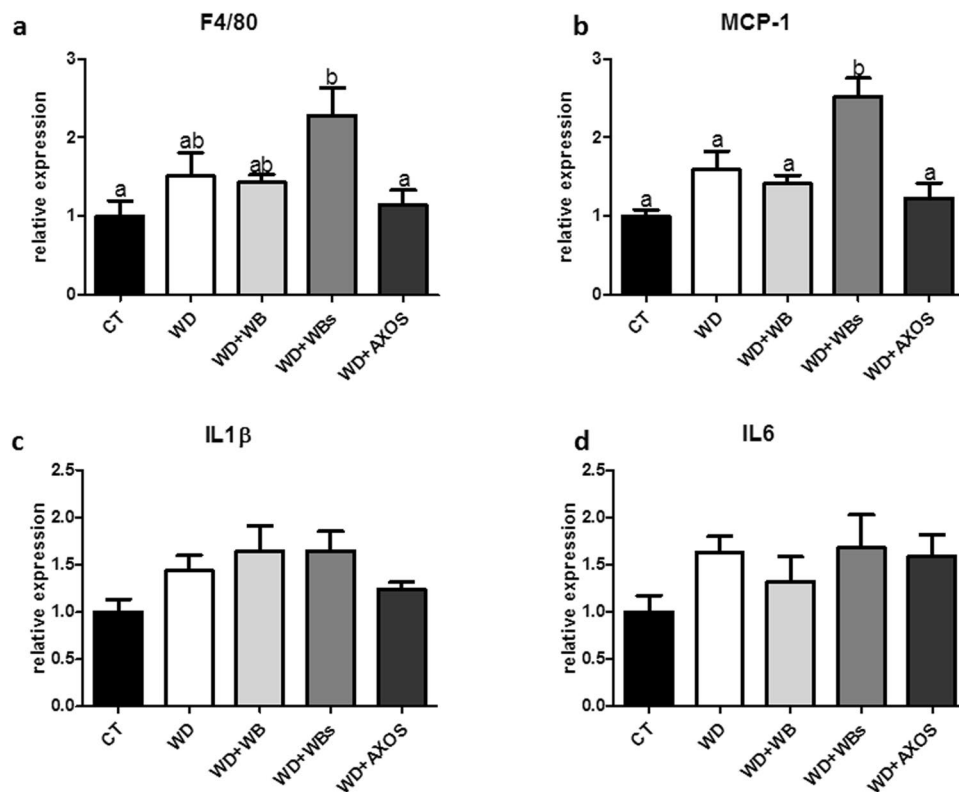 a
F4/80
relative expression
3
2
1
0
a
ab
ab
b
a
CT
WD
WD+WB
WD+WBs
WD+AXOS
b
MCP-1
relative expression
3
2
1
0
a
a
a
b
a
CT
WD
WD+WB
WD+WBs
WD+AXOS
c
IL1β
relative expression
2.5
2.0
1.5
1.0
0.5
0.0
CT
WD
WD+WB
WD+WBs
WD+AXOS
d
IL6
relative expression
2.5
2.0
1.5
1.0
0.5
0.0
CT
WD
WD+WB
WD+WBs
WD+AXOS